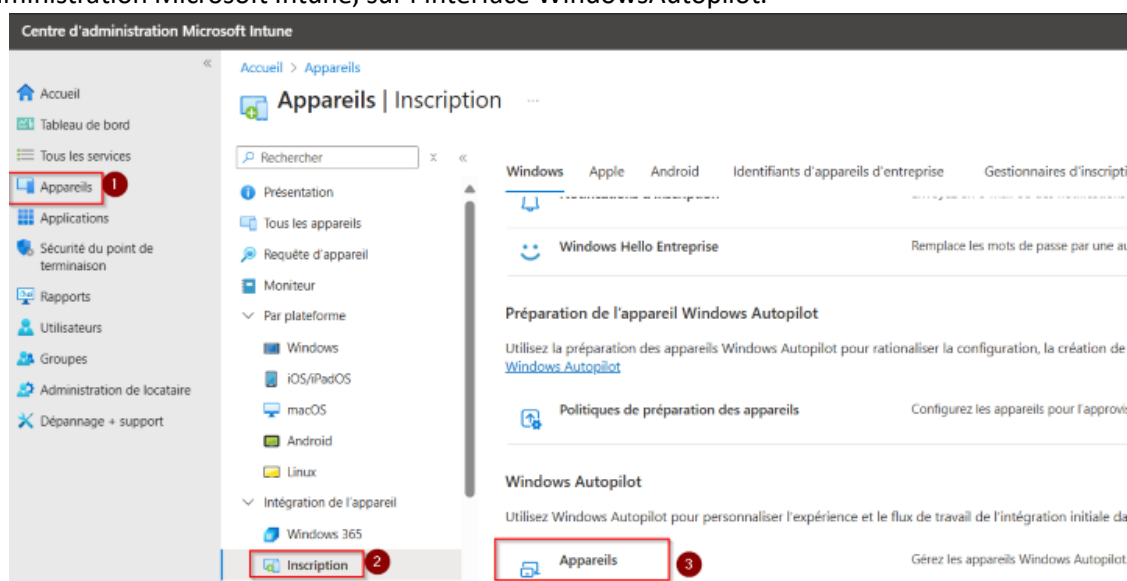 ministration Microsoft Intune, sur l'interface WindowsAutopilot.
Centre d'administration Microsoft Intune
«
Accueil > Appareils
Appareils | Inscription ...
Accueil
Tableau de bord
Tous les services
Appareils 1
Applications
Sécurité du point de
terminaison
Rapports
Utilisateurs
Groupes
Administration de locataire
Dépannage + support
Rechercher
«
Présentation
Tous les appareils
Requête d'appareil
Moniteur
Par plateforme
Windows
iOS/iPadOS
macOS
Android
Linux
Intégration de l'appareil
Windows 365
Inscription 2
Windows Apple Android Identifiants d'appareils d'entreprise Gestionnaires d'inscripti
Windows Hello Entreprise Remplace les mots de passe par une au
Préparation de l'appareil Windows Autopilot
Utilisez la préparation des appareils Windows Autopilot pour rationaliser la configuration, la création de
Windows Autopilot
Politiques de préparation des appareils Configurez les appareils pour l'approvis
Windows Autopilot
Utilisez Windows Autopilot pour personnaliser l'expérience et le flux de travail de l'intégration initiale da
Appareils 3 Gérez les appareils Windows Autopilot.